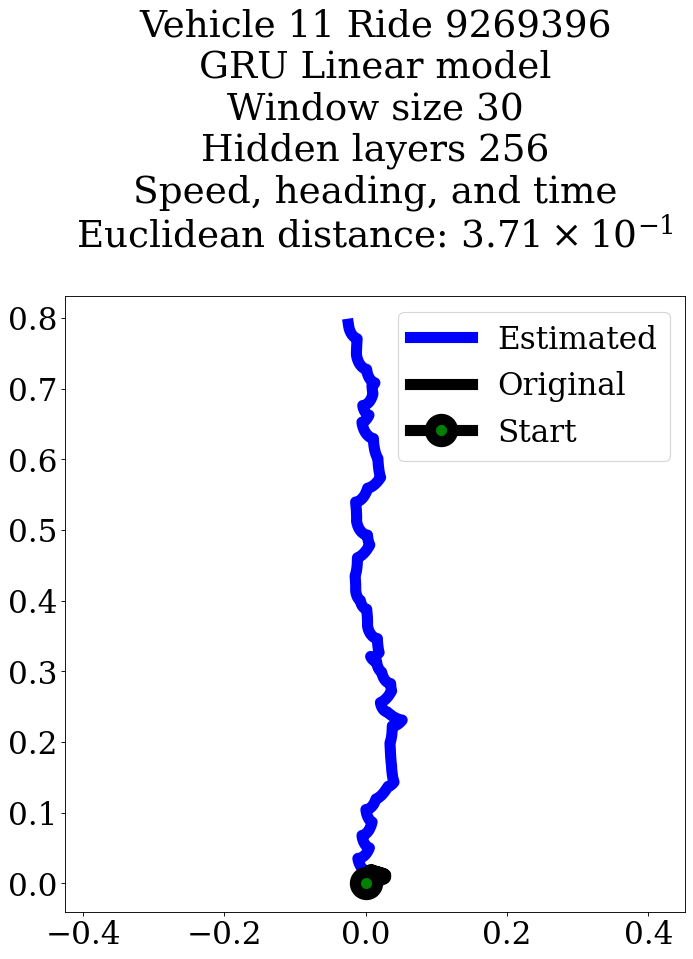 Vehicle 11 Ride 9269396
GRU Linear model
Window size 30
Hidden layers 256
Speed, heading, and time
Euclidean distance: 3.71 × 10⁻¹
Estimated
Original
Start
0.8
0.7
0.6
0.5
0.4
0.3
0.2
0.1
0.0
−0.4 −0.2 0.0 0.2 0.4